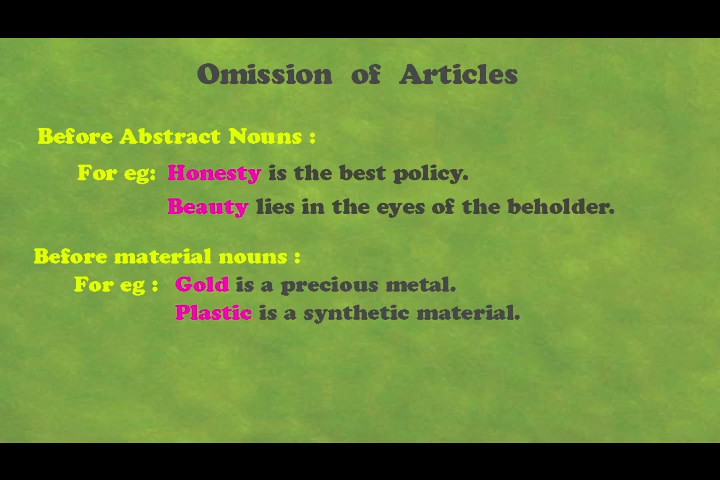 Omission of Articles
Before Abstract Nouns :
For eg: Honesty is the best policy.
Beauty lies in the eyes of the beholder.
Before material nouns :
For eg : Gold is a precious metal.
Plastic is a synthetic material.